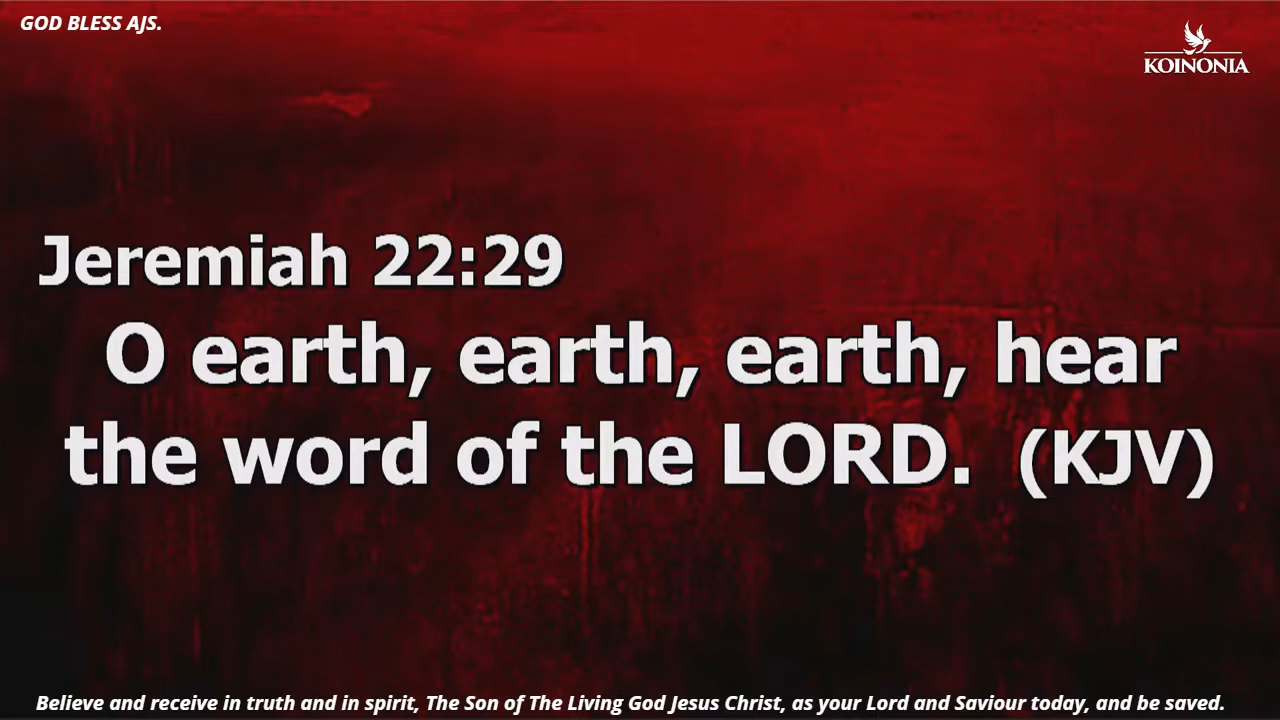 GOD BLESS AJS.
KOINONIA
Jeremiah 22:29
O earth, earth, earth, hear
the word of the LORD. (KJV)
Believe and receive in truth and in spirit, The Son of The Living God Jesus Christ, as your Lord and Saviour today, and be saved.